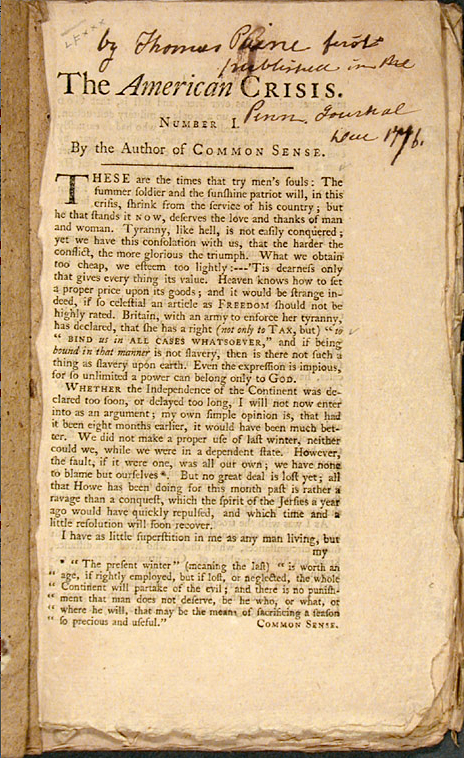 by Thomas Paine first
published in the
The American CRISIS.
Penn. Journal
NUMBER I.
Dec 1776.
By the Author of COMMON SENSE.
THESE are the times that try men's ſouls: The
ſummer ſoldier and the ſunſhine patriot will, in this
criſis, ſhrink from the ſervice of his country; but
he that ſtands it NOW, deſerves the love and thanks of man
and woman. Tyranny, like hell, is not eaſily conquered;
yet we have this conſolation with us, that the harder the
conflict, the more glorious the triumph. What we obtain
too cheap, we eſteem too lightly:---'Tis dearneſs only
that gives every thing its value. Heaven knows how to ſet
a proper price upon its goods; and it would be ſtrange in-
deed, if ſo celeſtial an article as FREEDOM ſhould not be
highly rated. Britain, with an army to enforce her tyranny,
has declared, that ſhe has a right (not only to TAX, but) "to
" BIND us in ALL CASES WHATSOEVER," and if being
bound in that manner is not ſlavery, then is there not ſuch a
thing as ſlavery upon earth. Even the expreſſion is impious,
for ſo unlimited a power can belong only to GOD.
WHETHER the Independence of the Continent was de-
clared too ſoon, or delayed too long, I will not now enter
into as an argument; my own ſimple opinion is, that had
it been eight months earlier, it would have been much bet-
ter. We did not make a proper uſe of laſt winter, neither
could we, while we were in a dependent ſtate. However,
the fault, if it were one, was all our own; we have none
to blame but ourſelves*. But no great deal is loſt yet; all
that Howe has been doing for this month paſt is rather a
ravage than a conqueſt, which the ſpirit of the Jerſies a year
ago would have quickly repulſed, and which time and a
little reſolution will ſoon recover.
I have as little ſuperſtition in me as any man living, but
my
* "The preſent winter" (meaning the laſt) "is worth an
" age, if rightly employed, but if loſt, or neglected, the whole
" Continent will partake of the evil; and there is no puniſh-
" ment that man does not deſerve, be he who, or what, or
" where he will, that may be the means of ſacrificing a ſeaſon
" ſo precious and uſeful." COMMON SENSE.